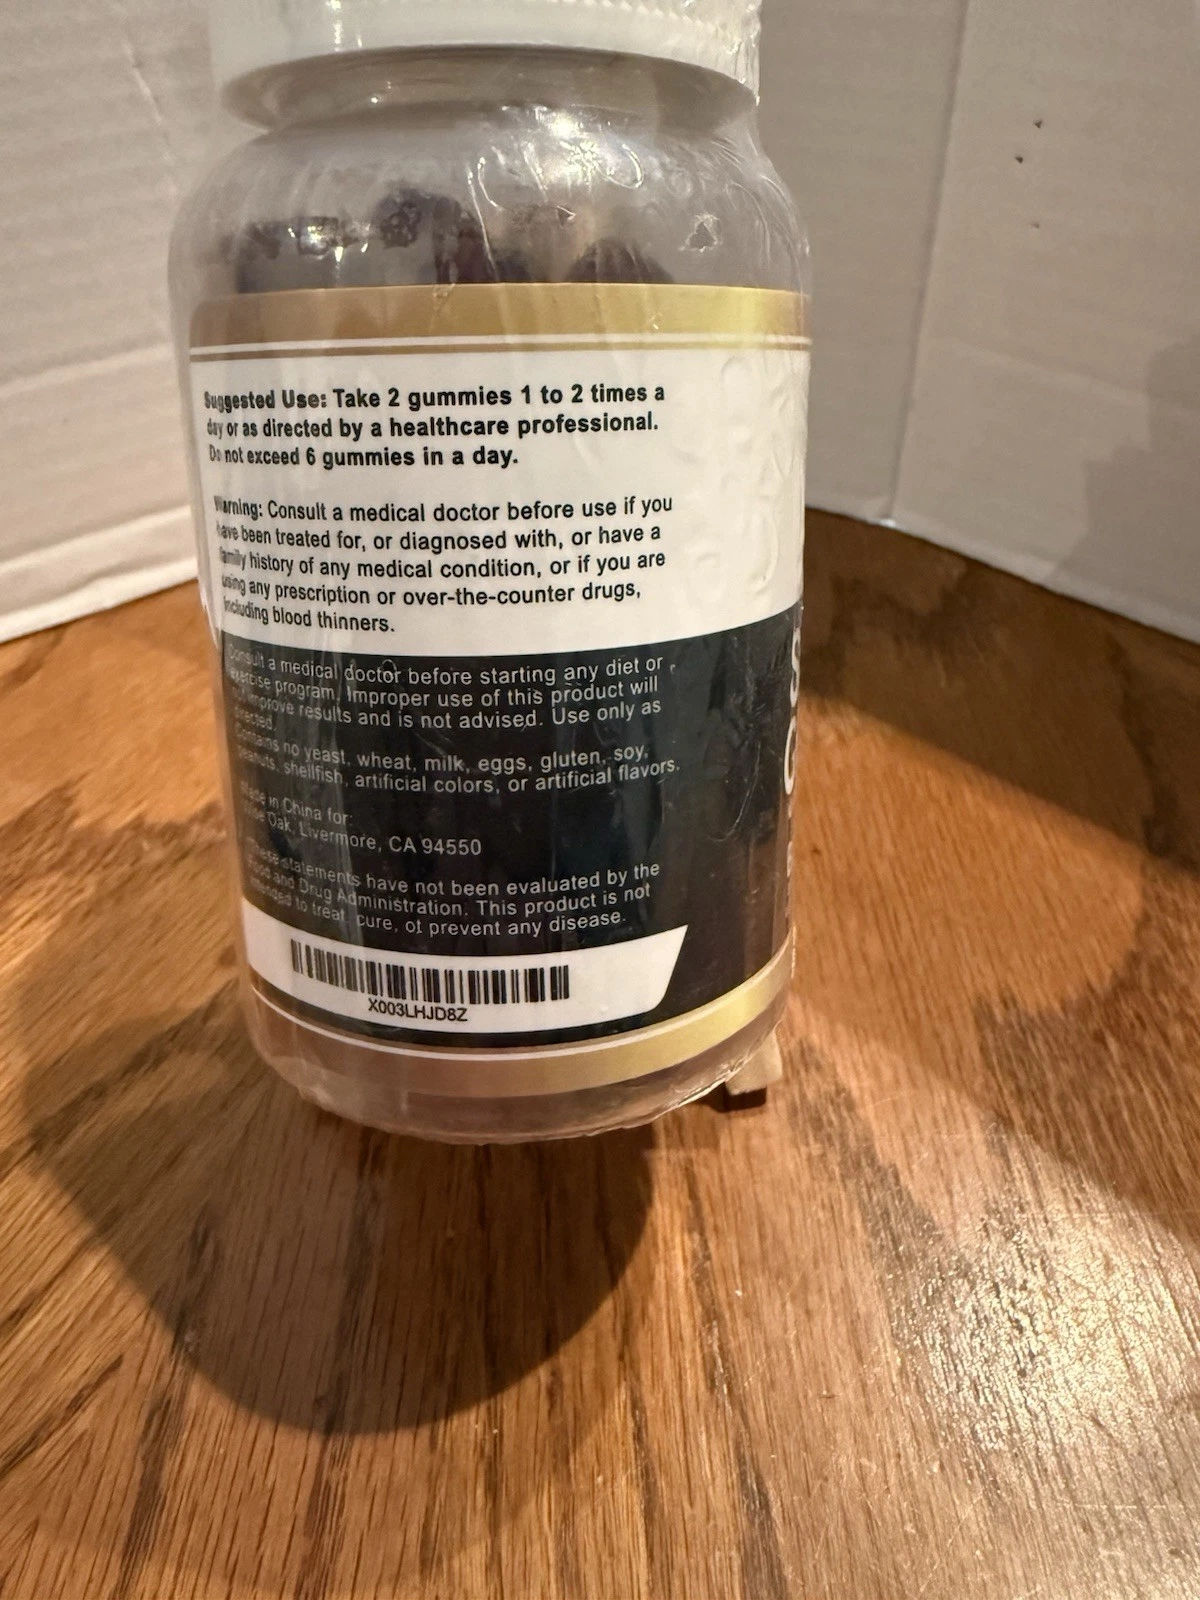 Suggested Use: Take 2 gummies 1 to 2 times a
day or as directed by a healthcare professional.
Do not exceed 6 gummies in a day.
Warning: Consult a medical doctor before use if you
have been treated for, or diagnosed with, or have a
family history of any medical condition, or if you are
using any prescription or over-the-counter drugs,
including blood thinners.
Consult a medical doctor before starting any diet or
exercise program. Improper use of this product will
not improve results and is not advised. Use only as
directed.
Contains no yeast, wheat, milk, eggs, gluten, soy,
peanuts, shellfish, artificial colors, or artificial flavors.
Made in China for:
Oak, Livermore, CA 94550
These statements have not been evaluated by the
Food and Drug Administration. This product is not
intended to treat, cure, or prevent any disease.
X003LHJD8Z